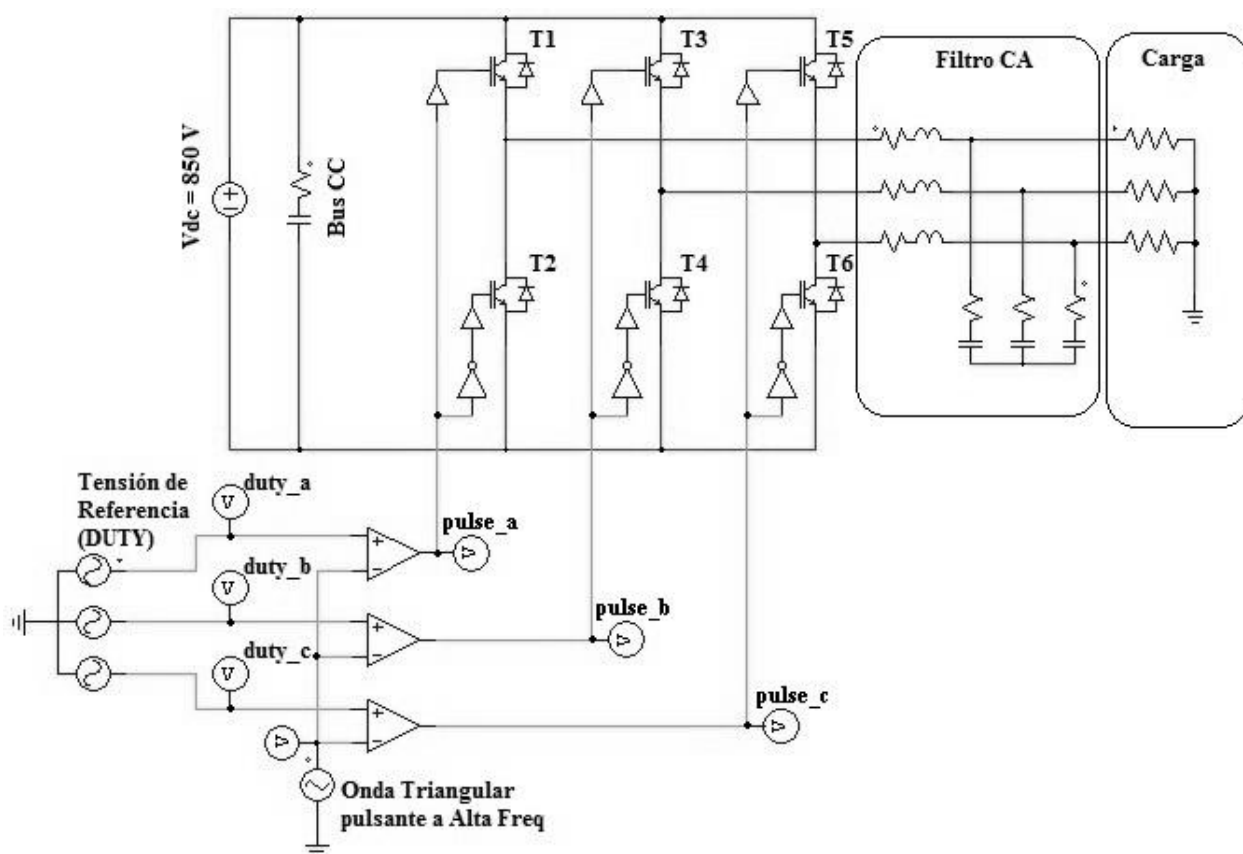 T1
T3
T5
Filtro CA
Carga
Vdc = 850 V
Bus CC
T2
T4
T6
Tensión de
Referencia
(DUTY)
duty_a
V
pulse_a
V
duty_b
V
pulse_b
V
duty_c
V
pulse_c
V
V
Onda Triangular
pulsante a Alta Freq